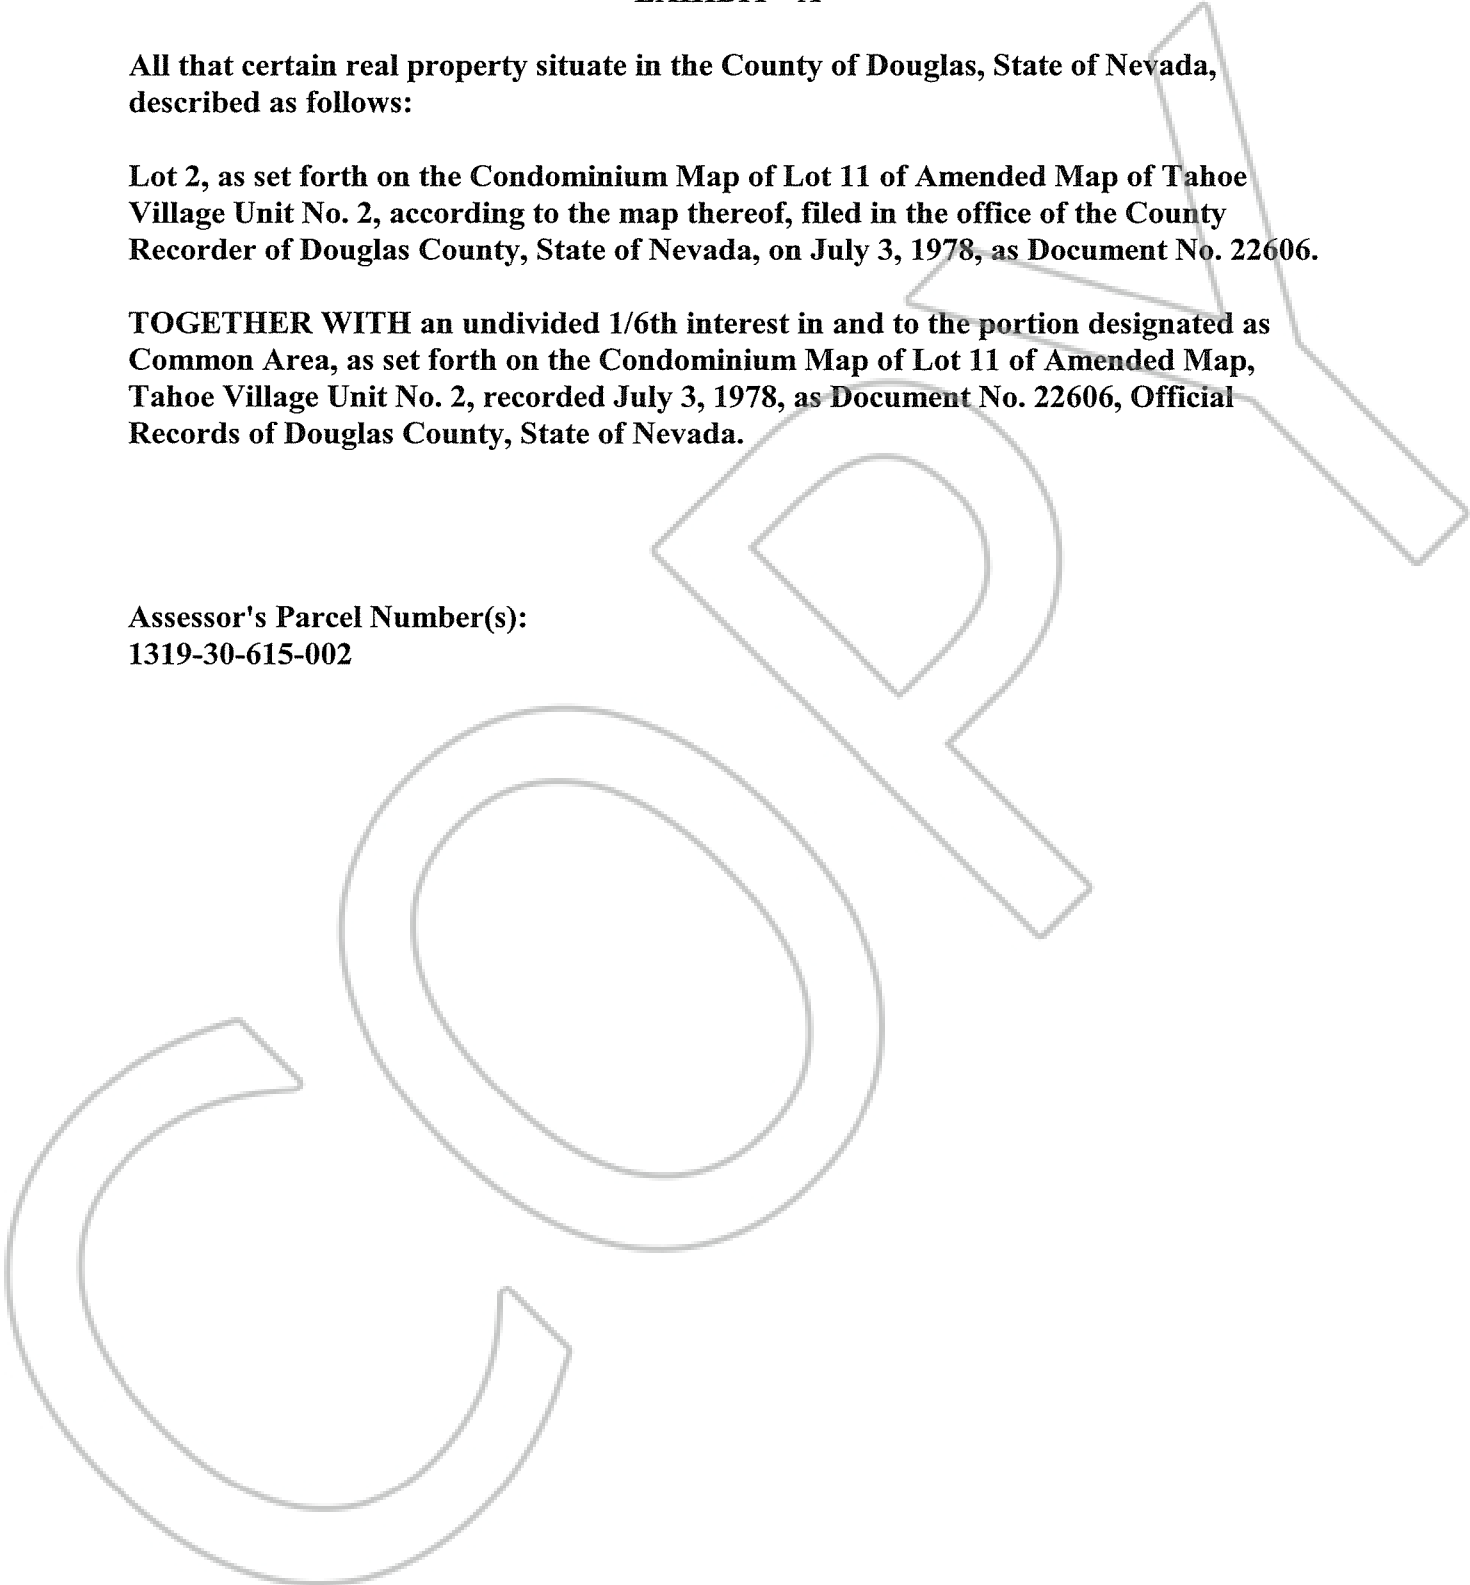 All that certain real property situate in the County of Douglas, State of Nevada,
described as follows:
Lot 2, as set forth on the Condominium Map of Lot 11 of Amended Map of Tahoe
Village Unit No. 2, according to the map thereof, filed in the office of the County
Recorder of Douglas County, State of Nevada, on July 3, 1978, as Document No. 22606.
TOGETHER WITH an undivided 1/6th interest in and to the portion designated as
Common Area, as set forth on the Condominium Map of Lot 11 of Amended Map,
Tahoe Village Unit No. 2, recorded July 3, 1978, as Document No. 22606, Official
Records of Douglas County, State of Nevada.
Assessor's Parcel Number(s):
1319-30-615-002
COPY